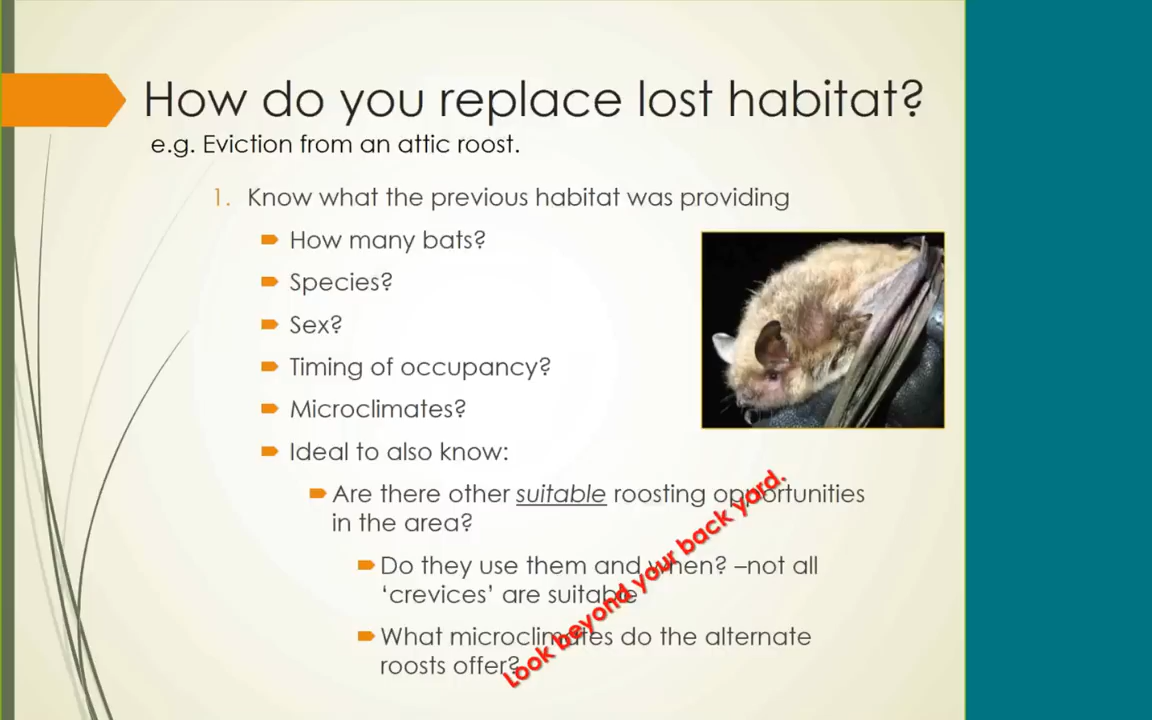 How do you replace lost habitat?
e.g. Eviction from an attic roost.
1. Know what the previous habitat was providing
How many bats?
Species?
Sex?
Timing of occupancy?
Microclimates?
Ideal to also know:
Are there other suitable roosting opportunities
in the area?
Do they use them and when? –not all
‘crevices’ are suitable
What microclimates do the alternate
roosts offer?
Look beyond your back yard.